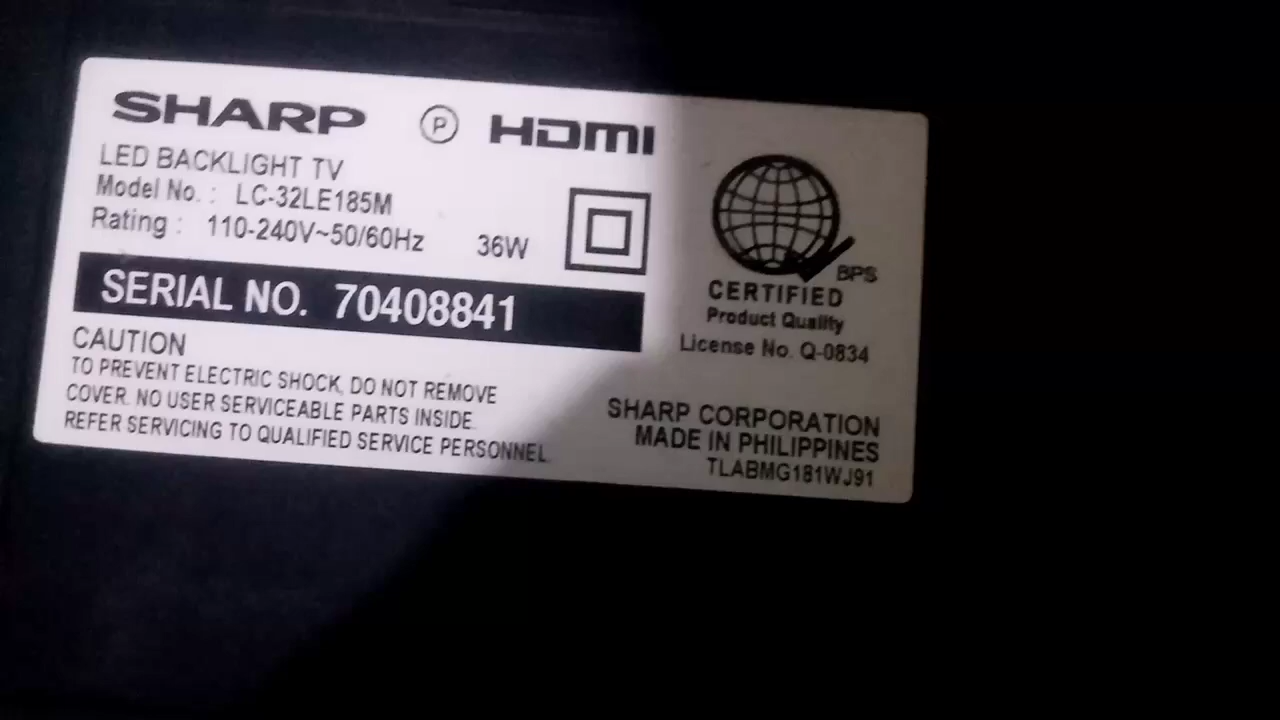 SHARP Ⓟ HDMI
LED BACKLIGHT TV
Model No. : LC-32LE185M
Rating : 110-240V~50/60Hz 36W
SERIAL NO. 70408841
CAUTION
TO PREVENT ELECTRIC SHOCK, DO NOT REMOVE
COVER. NO USER SERVICEABLE PARTS INSIDE.
REFER SERVICING TO QUALIFIED SERVICE PERSONNEL.
BPS
CERTIFIED
Product Quality
License No. Q-0834
SHARP CORPORATION
MADE IN PHILIPPINES
TLABMG181WJ91